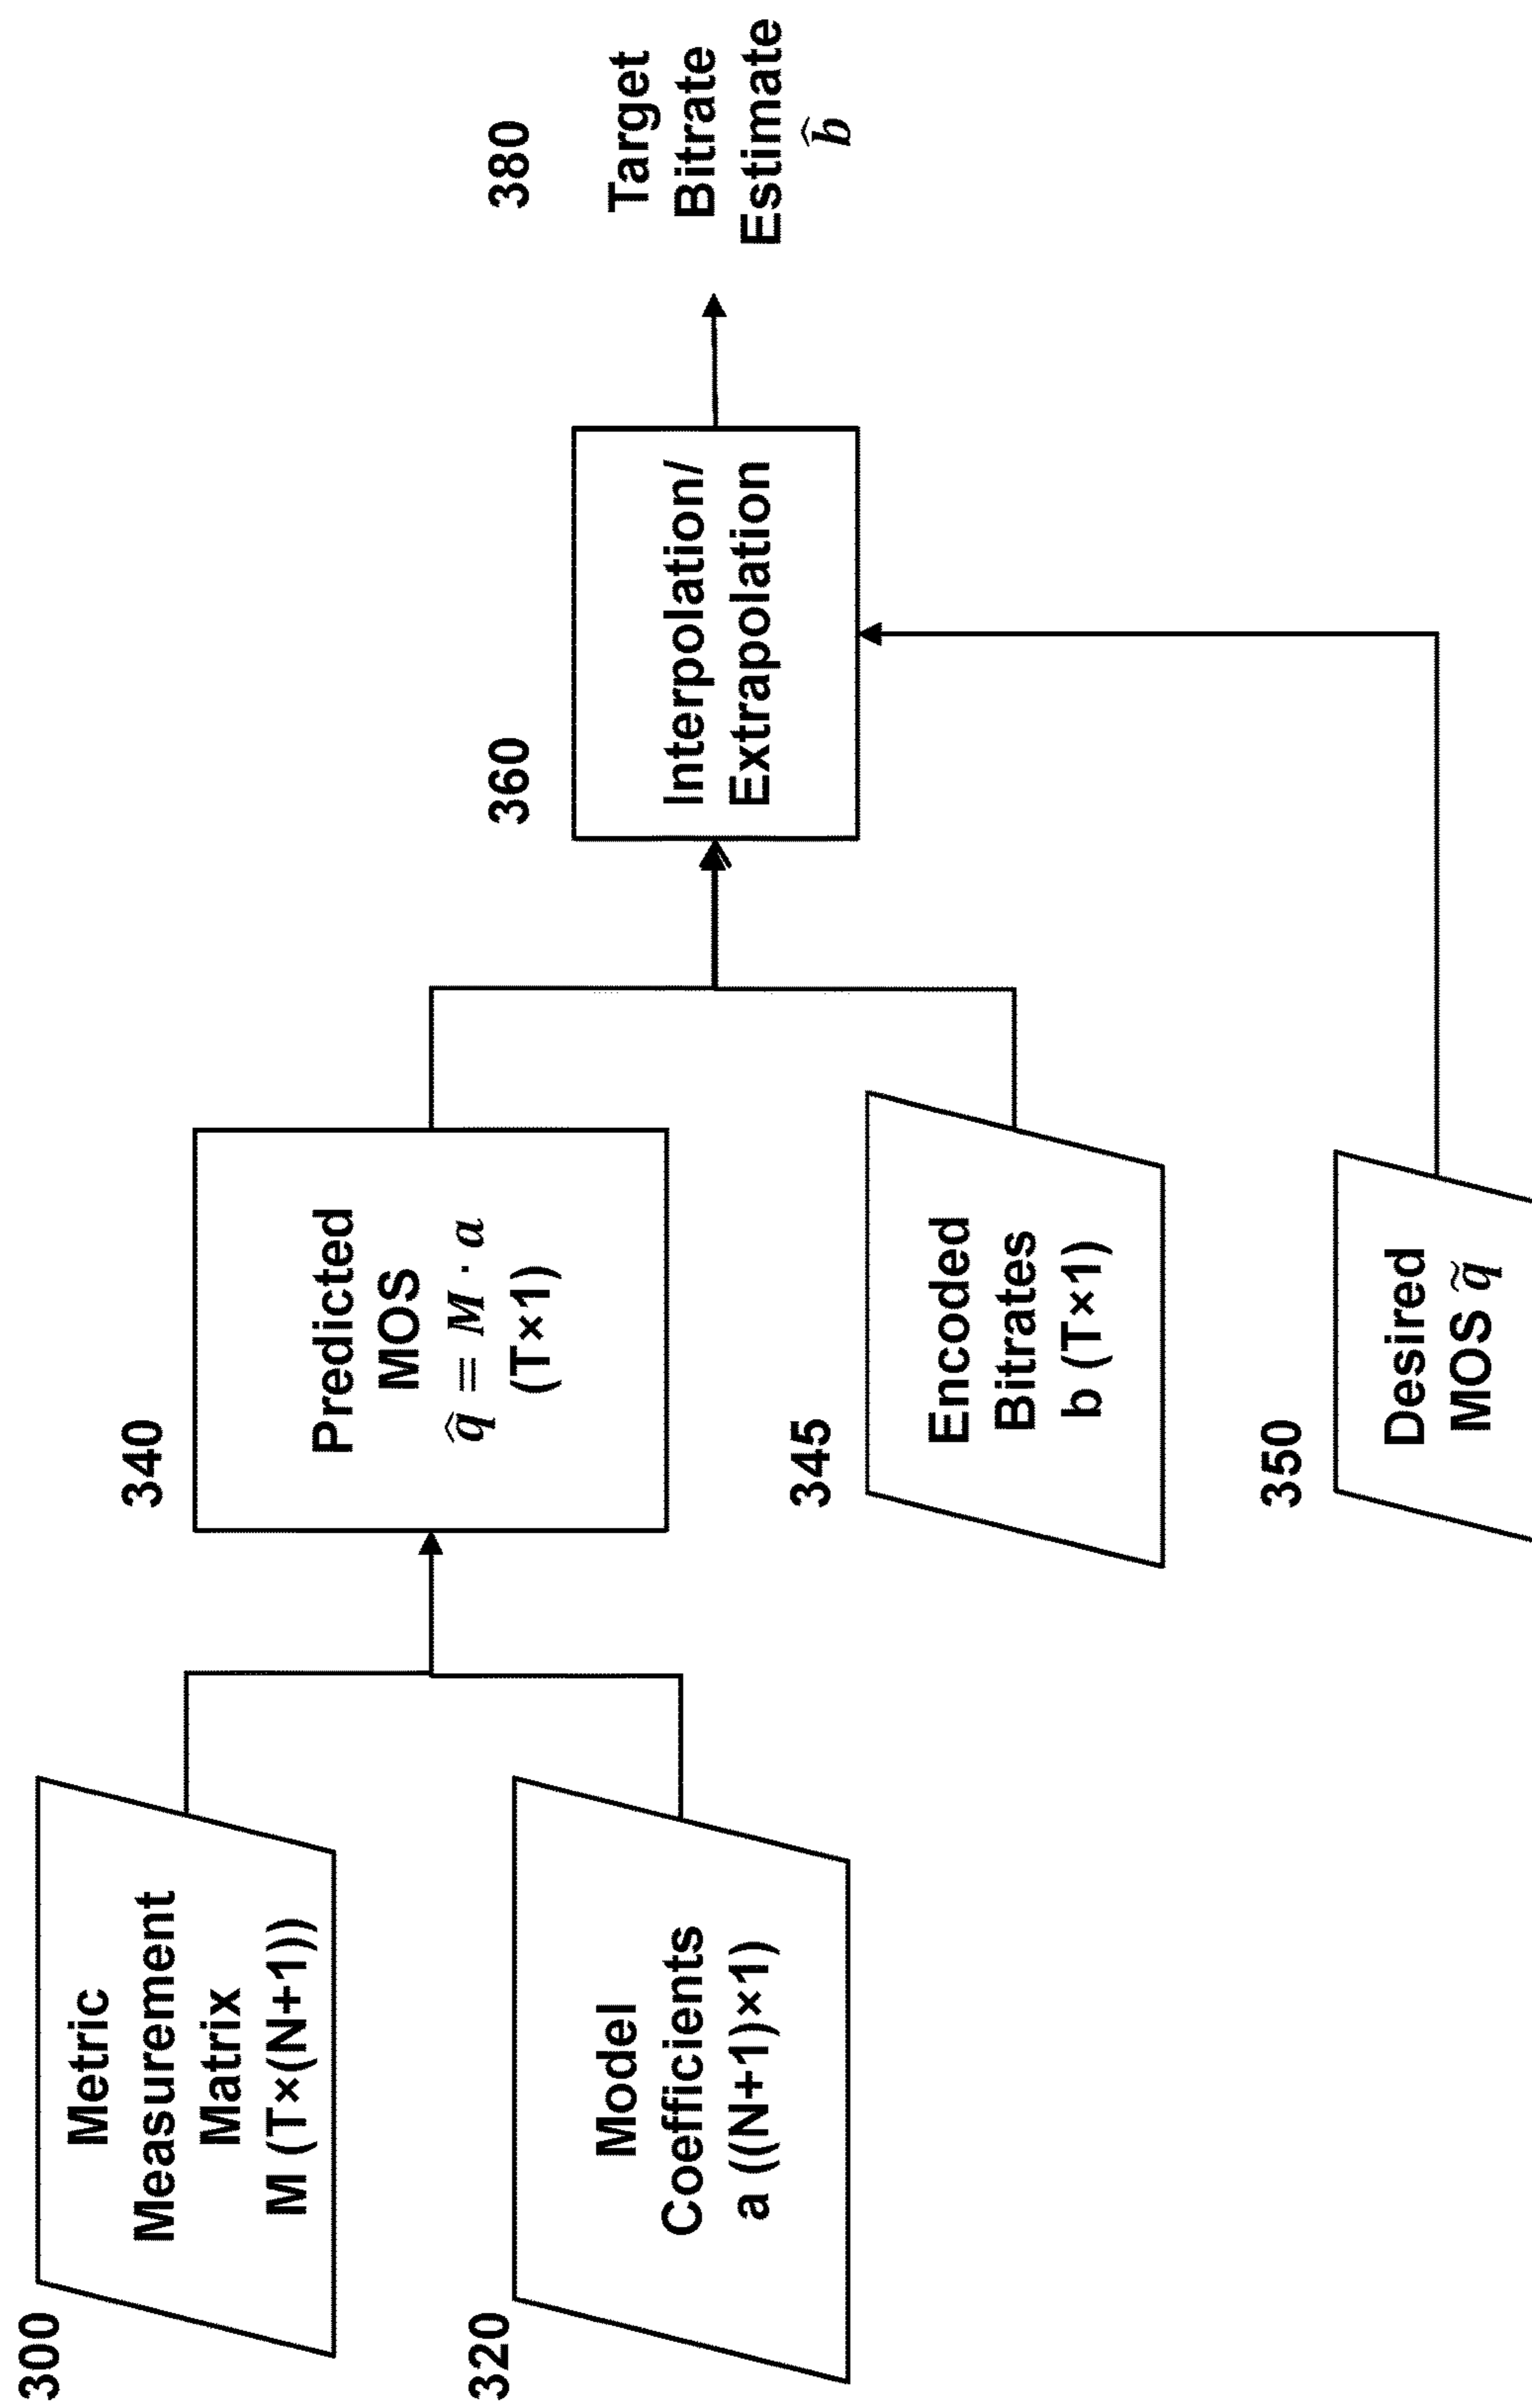 300
Metric
Measurement
Matrix
M (T×(N+1))
320
Model
Coefficients
a ((N+1)×1)
340
Predicted
MOS
q̂ = M · a
(T×1)
345
Encoded
Bitrates
b (T×1)
350
Desired
MOS q̃
360
Interpolation/
Extrapolation
380
Target
Bitrate
Estimate
b̂